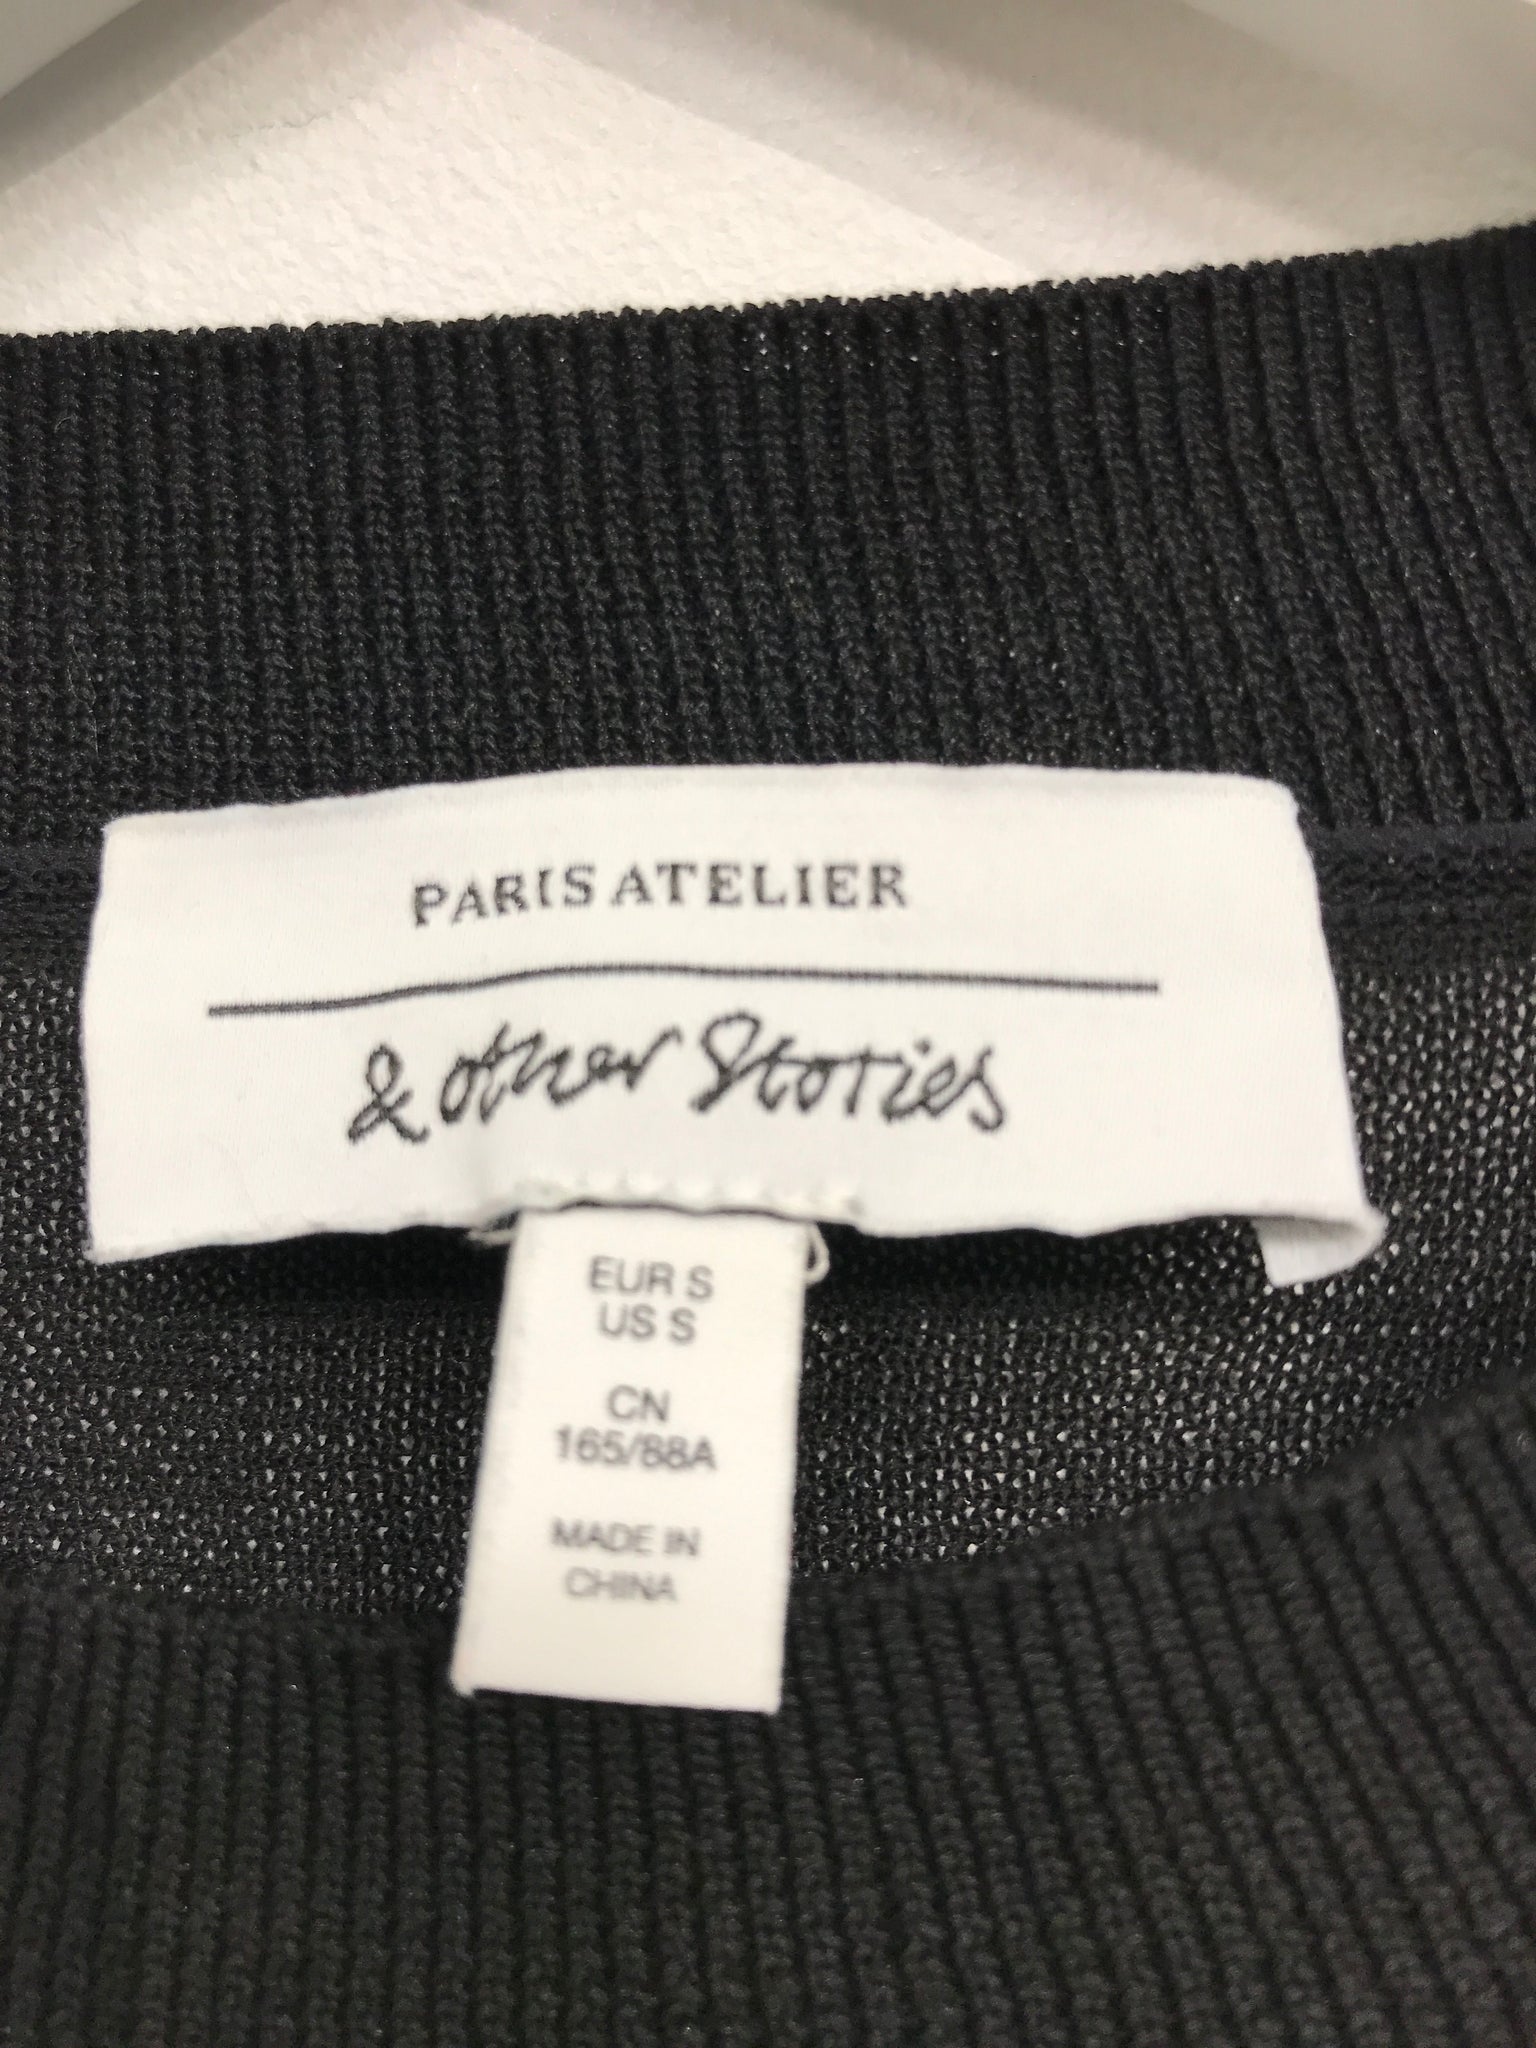 PARIS ATELIER
& other Stories
EUR S
US S
CN
165/88A
MADE IN
CHINA